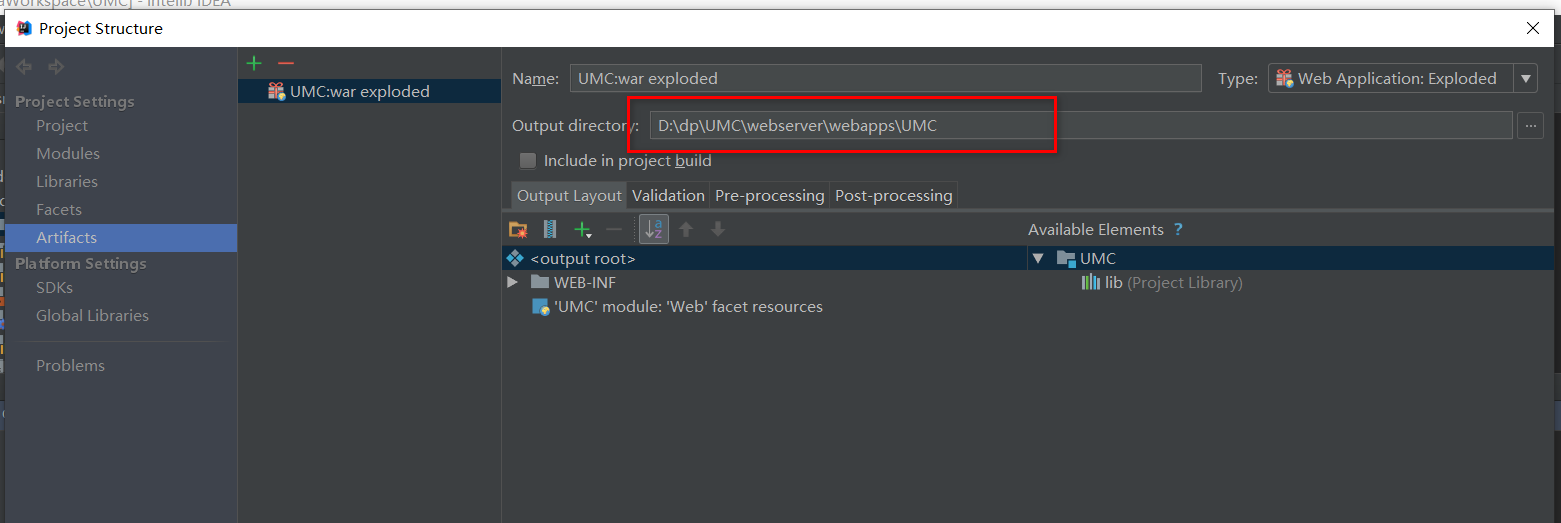 aWorkspace\UMC] - IntelliJ IDEA
Project Structure
Project Settings
Project
Modules
Libraries
Facets
Artifacts
Platform Settings
SDKs
Global Libraries
Problems
UMC:war exploded
Name: UMC:war exploded Type: Web Application: Exploded
Output directory: D:\dp\UMC\webserver\webapps\UMC ...
Include in project build
Output Layout Validation Pre-processing Post-processing
a z Available Elements ?
<output root>
WEB-INF
'UMC' module: 'Web' facet resources
UMC
lib (Project Library)